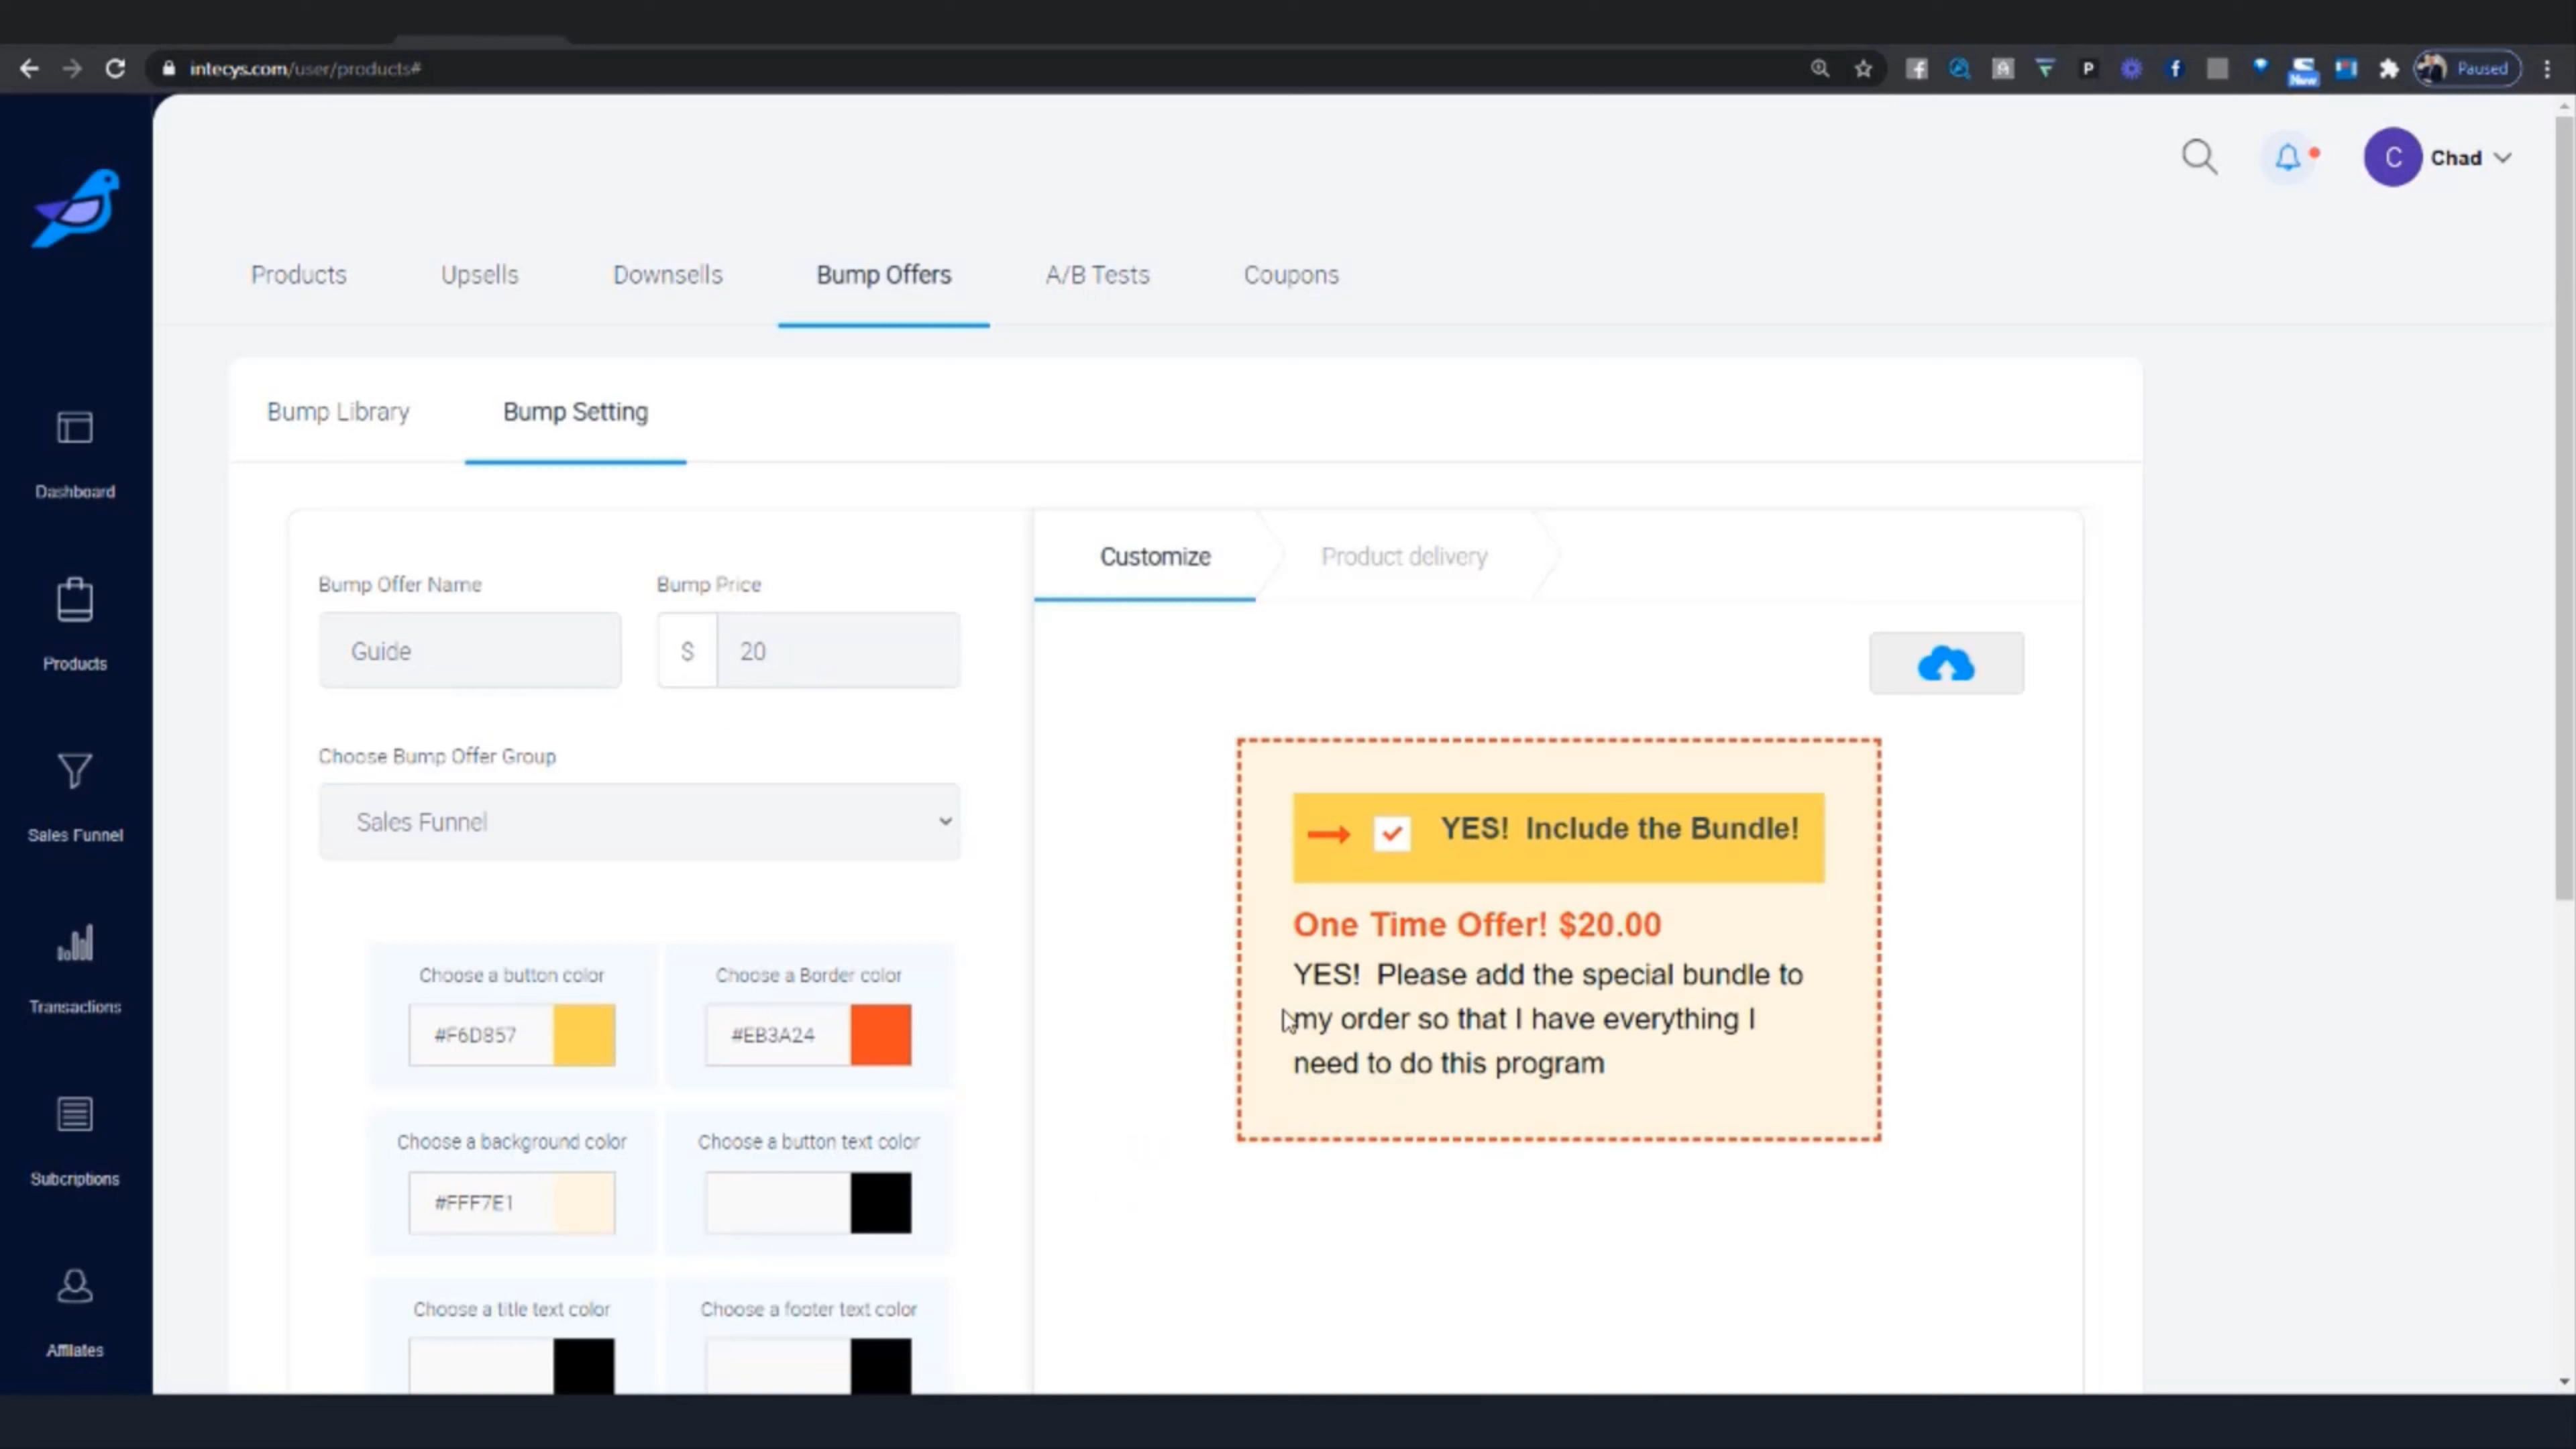 intecys.com/user/products#
New
Paused
C
Chad
Products
Upsells
Downsells
Bump Offers
A/B Tests
Coupons
Bump Library
Bump Setting
Dashboard
Products
Sales Funnel
Transactions
Subcriptions
Affiliates
Bump Offer Name
Bump Price
Guide
$
20
Choose Bump Offer Group
Sales Funnel
Choose a button color
Choose a Border color
#F6D857
#EB3A24
Choose a background color
Choose a button text color
#FFF7E1
Choose a title text color
Choose a footer text color
Customize
Product delivery
YES!  Include the Bundle!
One Time Offer! $20.00
YES!  Please add the special bundle to
my order so that I have everything I
need to do this program